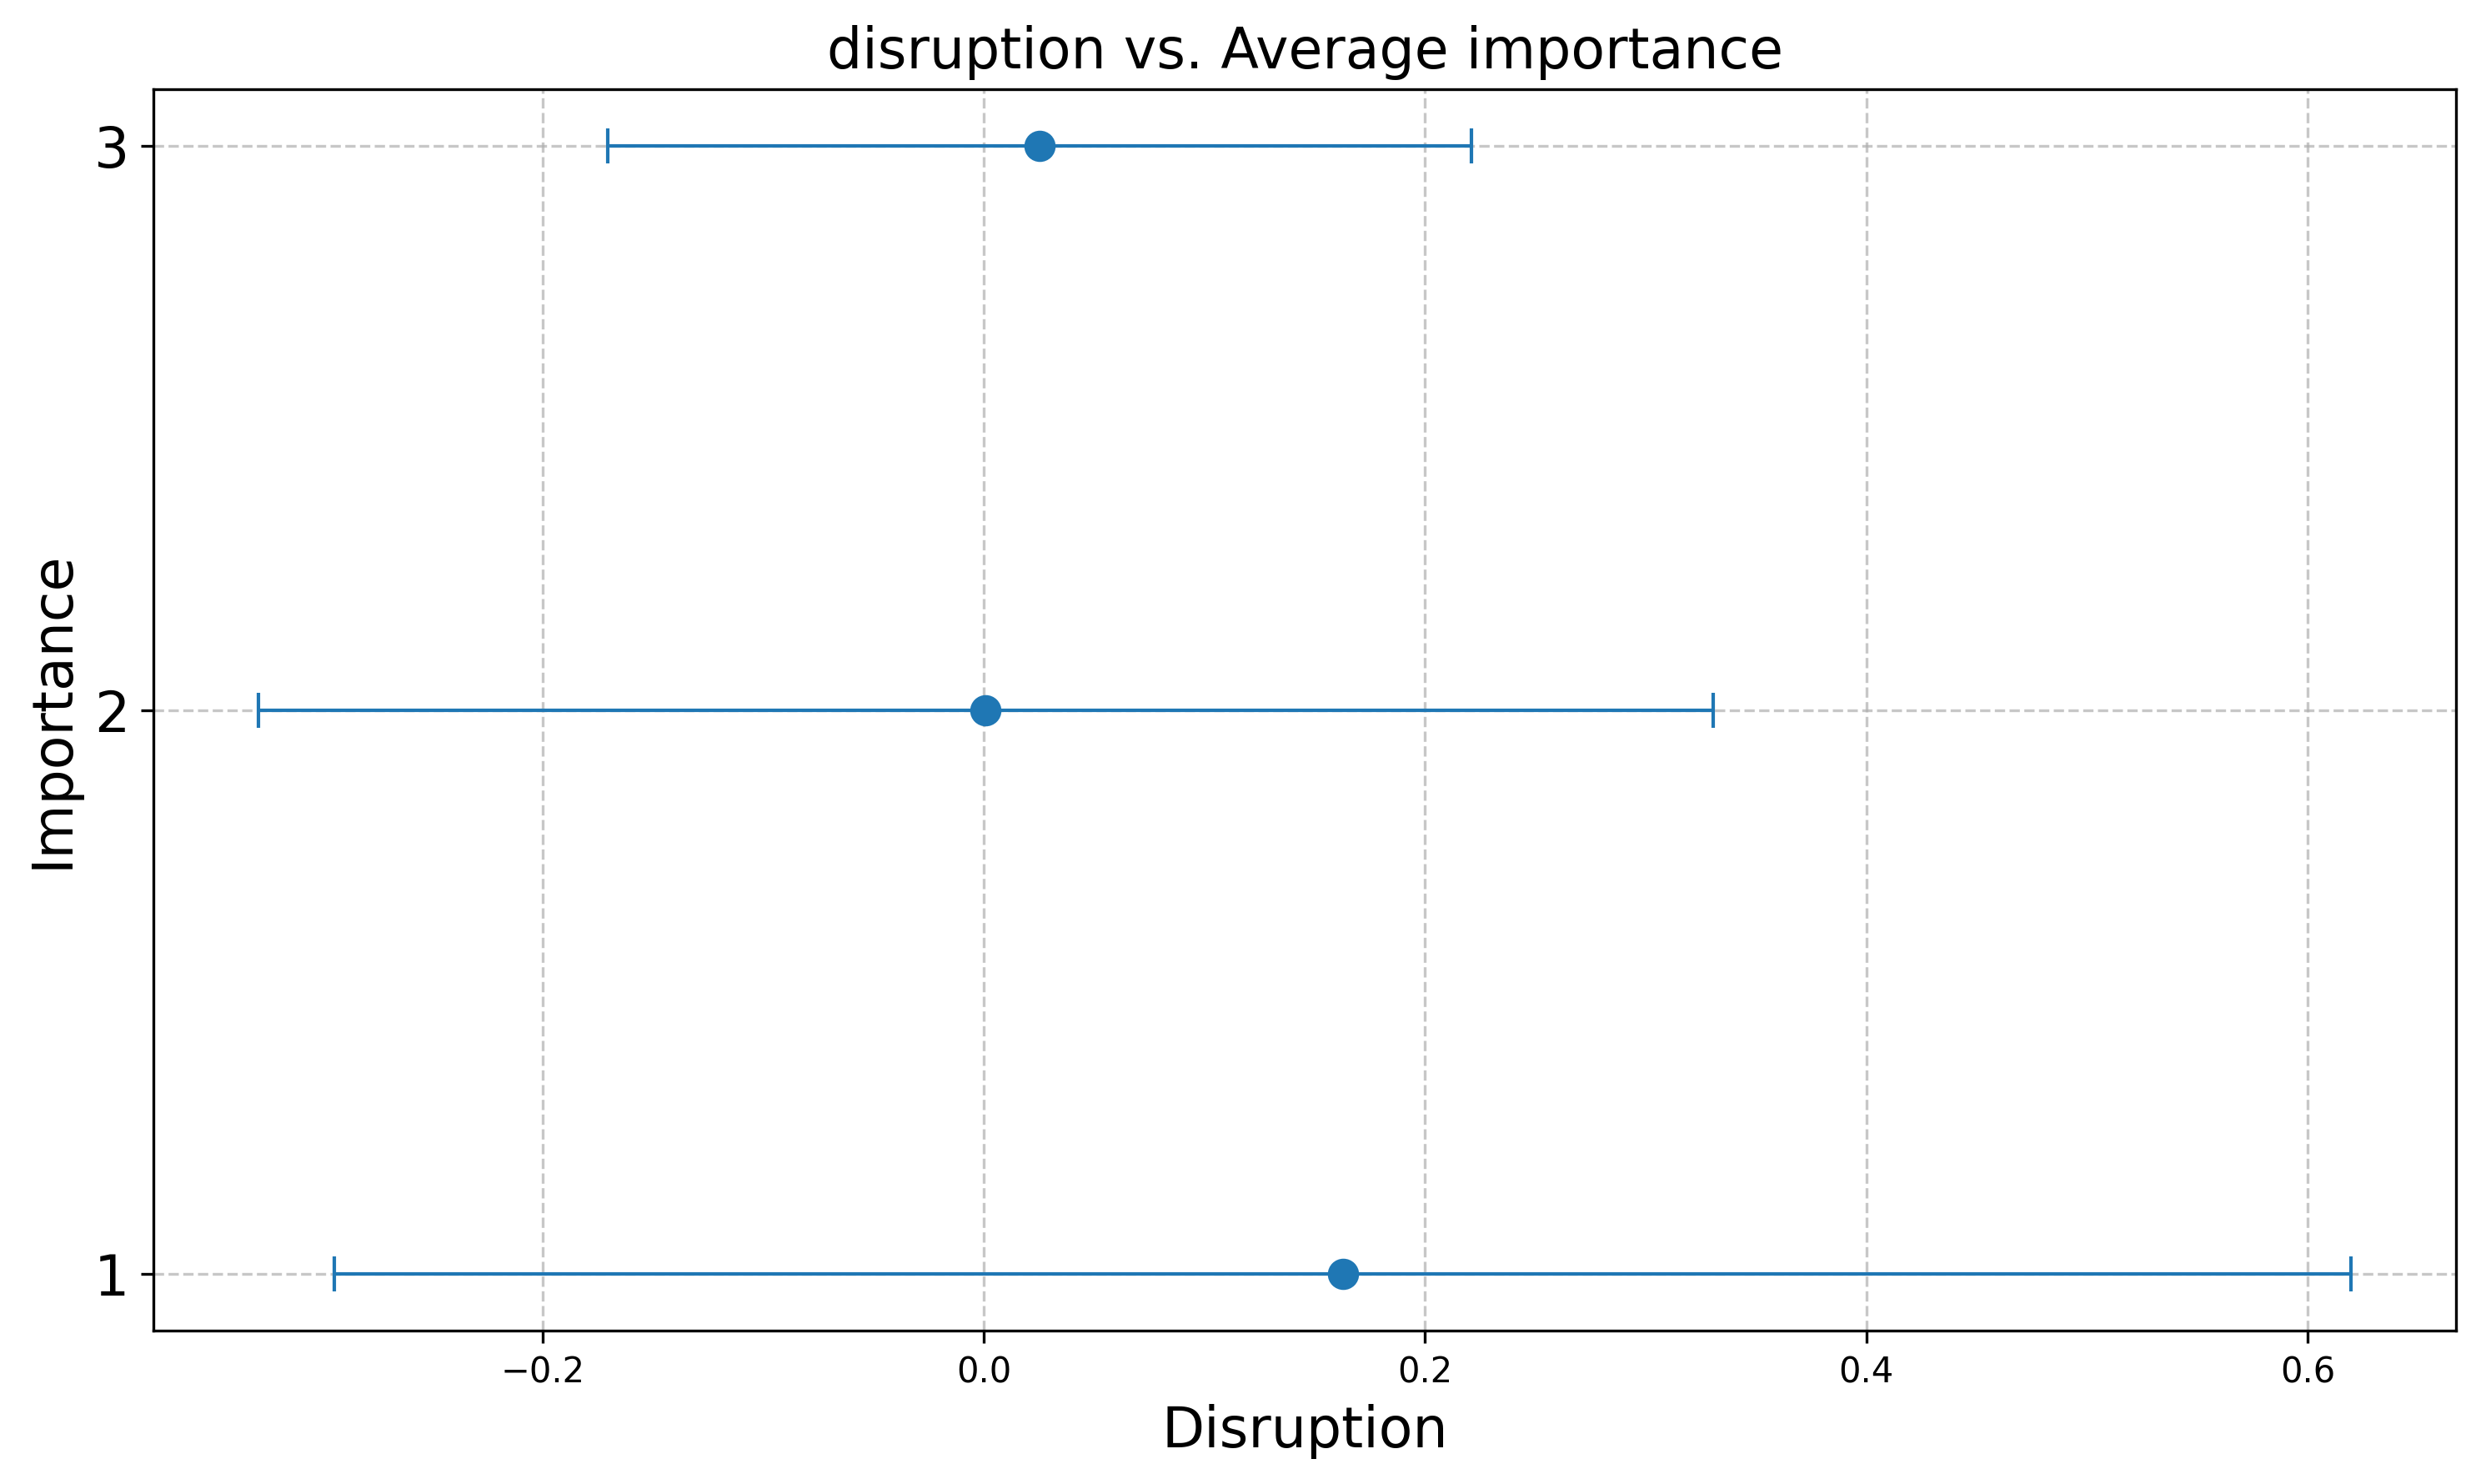 disruption vs. Average importance
3
2
1
Importance
−0.2 0.0 0.2 0.4 0.6
Disruption